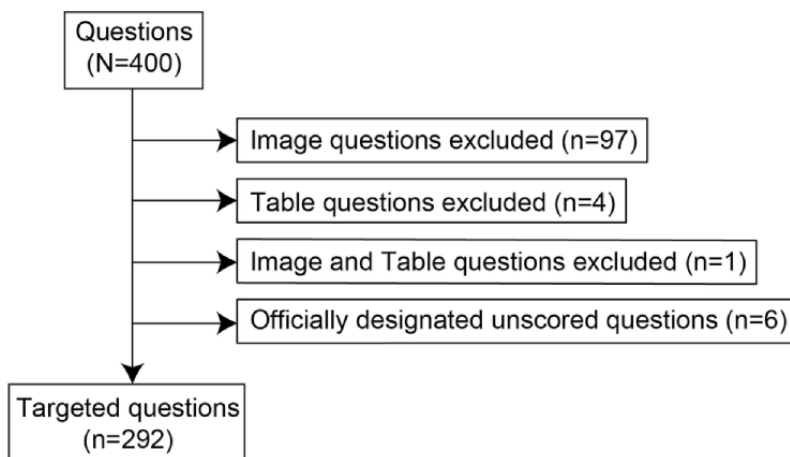 Questions
(N=400)
Image questions excluded (n=97)
Table questions excluded (n=4)
Image and Table questions excluded (n=1)
Officially designated unscored questions (n=6)
Targeted questions
(n=292)